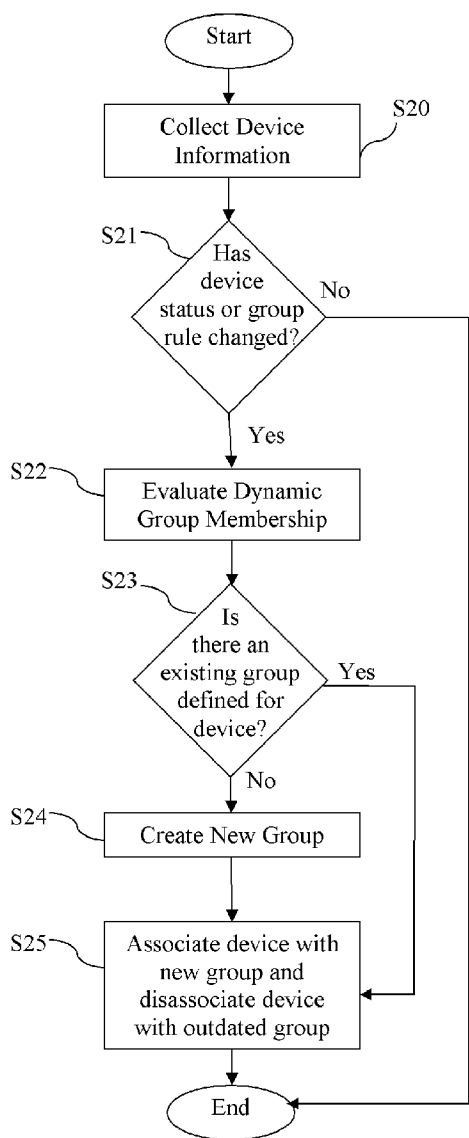 Start
S20
Collect Device
Information
S21
Has
device
status or group
rule changed?
No
Yes
S22
Evaluate Dynamic
Group Membership
S23
Is
there an
existing group
defined for
device?
Yes
No
S24
Create New Group
S25
Associate device with
new group and
disassociate device
with outdated group
End